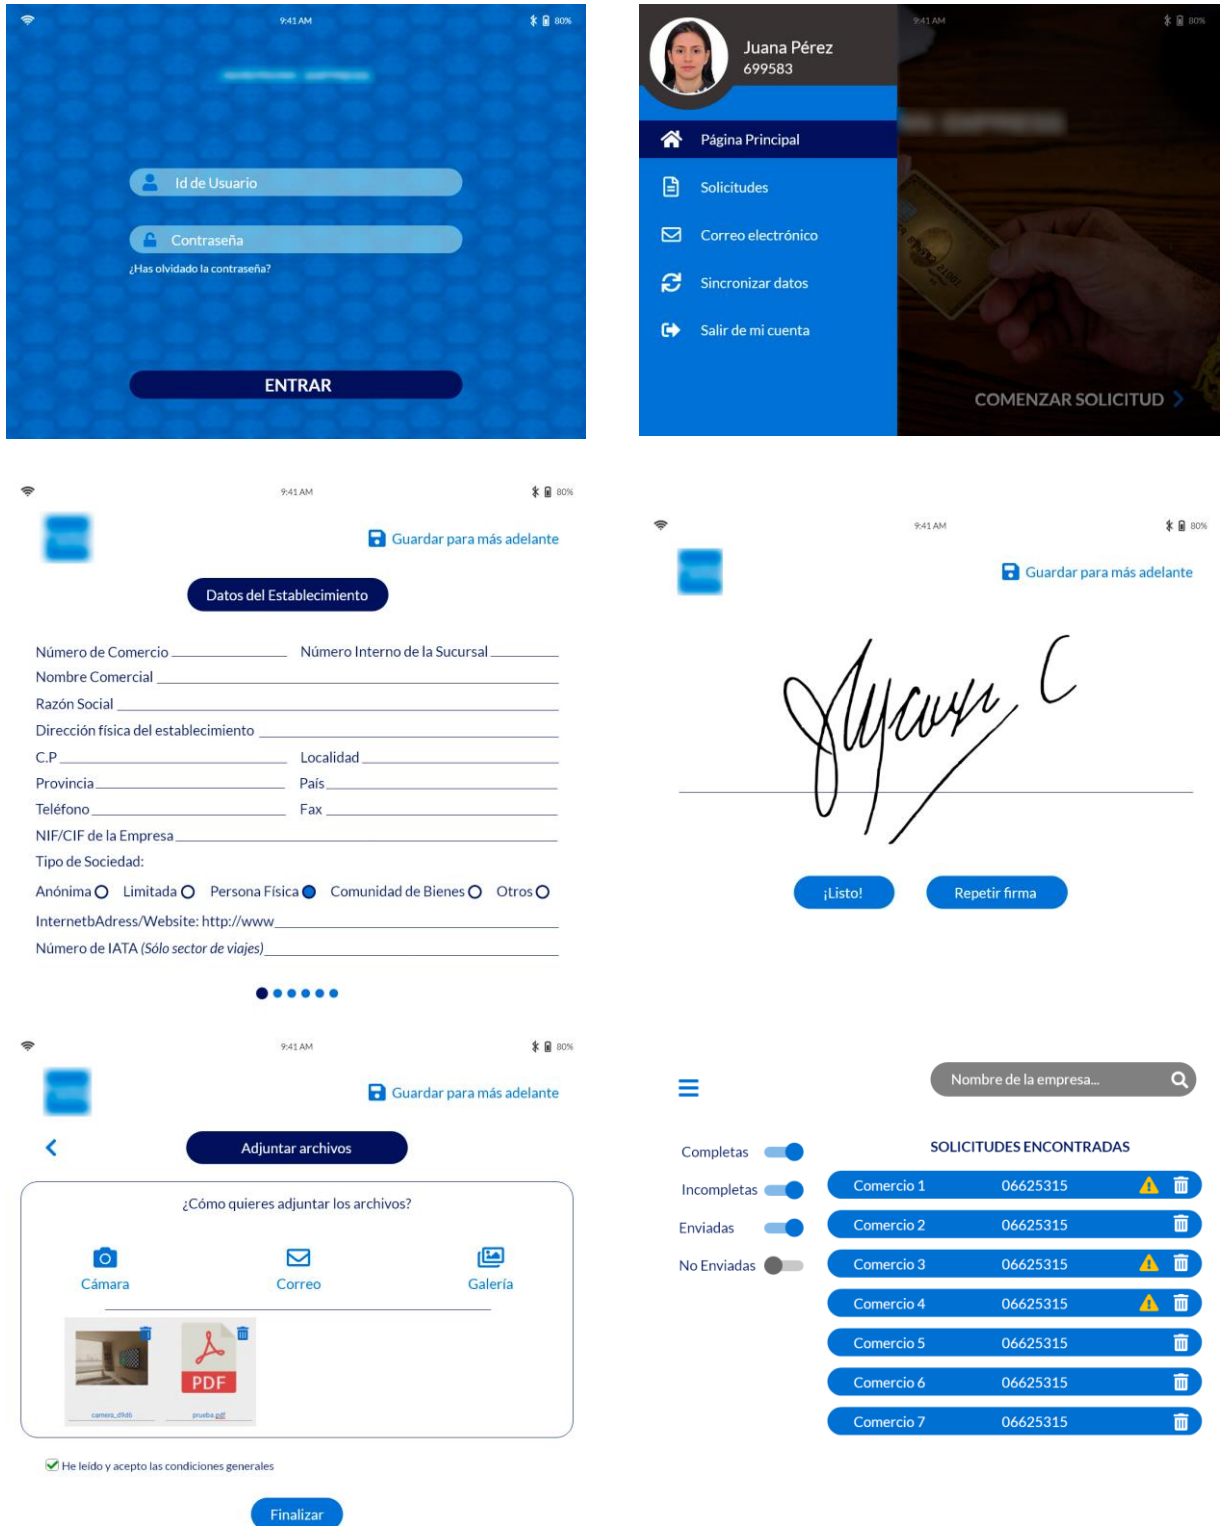 9:41 AM
80%
Id de Usuario
Contraseña
¿Has olvidado la contraseña?
ENTRAR
9:41 AM
80%
Juana Pérez
699583
Página Principal
Solicitudes
Correo electrónico
Sincronizar datos
Salir de mi cuenta
COMENZAR SOLICITUD
9:41 AM
80%
Guardar para más adelante
Datos del Establecimiento
Número de Comercio Número Interno de la Sucursal
Nombre Comercial
Razón Social
Dirección física del establecimiento
C.P Localidad
Provincia País
Teléfono Fax
NIF/CIF de la Empresa
Tipo de Sociedad:
Anónima Limitada Persona Física Comunidad de Bienes Otros
InternetbAdress/Website: http://www
Número de IATA (Sólo sector de viajes)
9:41 AM
80%
Guardar para más adelante
¡Listo! Repetir firma
9:41 AM
80%
Guardar para más adelante
Adjuntar archivos
¿Cómo quieres adjuntar los archivos?
Cámara Correo Galería
PDF
camera_d9d6 prueba.pdf
He leído y acepto las condiciones generales
Finalizar
Nombre de la empresa...
Completas
Incompletas
Enviadas
No Enviadas
SOLICITUDES ENCONTRADAS
Comercio 1 06625315
Comercio 2 06625315
Comercio 3 06625315
Comercio 4 06625315
Comercio 5 06625315
Comercio 6 06625315
Comercio 7 06625315